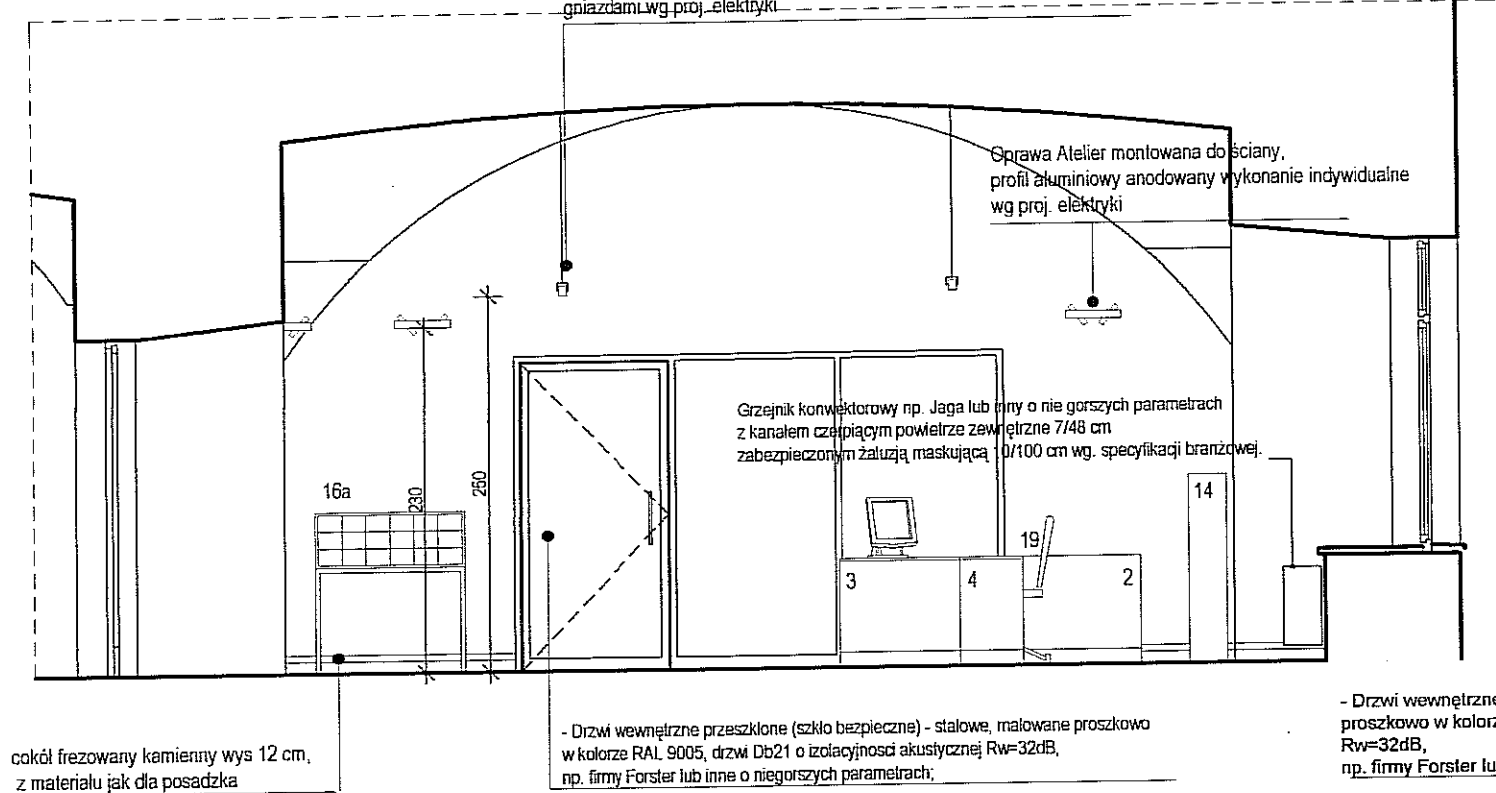 gniazdami wg proj. elektryki
Oprawa Atelier montowana do ściany,
profil aluminiowy anodowany wykonanie indywidualne
wg proj. elektryki
Grzejnik konwektorowy np. Jaga lub inny o nie gorszych parametrach
z kanałem czerpiącym powietrze zewnętrzne 7/48 cm
zabezpieczonym żaluzją maskującą 10/100 cm wg. specyfikacji branżowej.
16a
230
250
14
19
3
4
2
cokół frezowany kamienny wys 12 cm,
z materiału jak dla posadzka
- Drzwi wewnętrzne przeszklone (szkło bezpieczne) - stalowe, malowane proszkowo
w kolorze RAL 9005, drzwi Db21 o izolacyjności akustycznej Rw=32dB,
np. firmy Forster lub inne o niegorszych parametrach;
- Drzwi wewnętrzne
proszkowo w kolorz
Rw=32dB,
np. firmy Forster lu